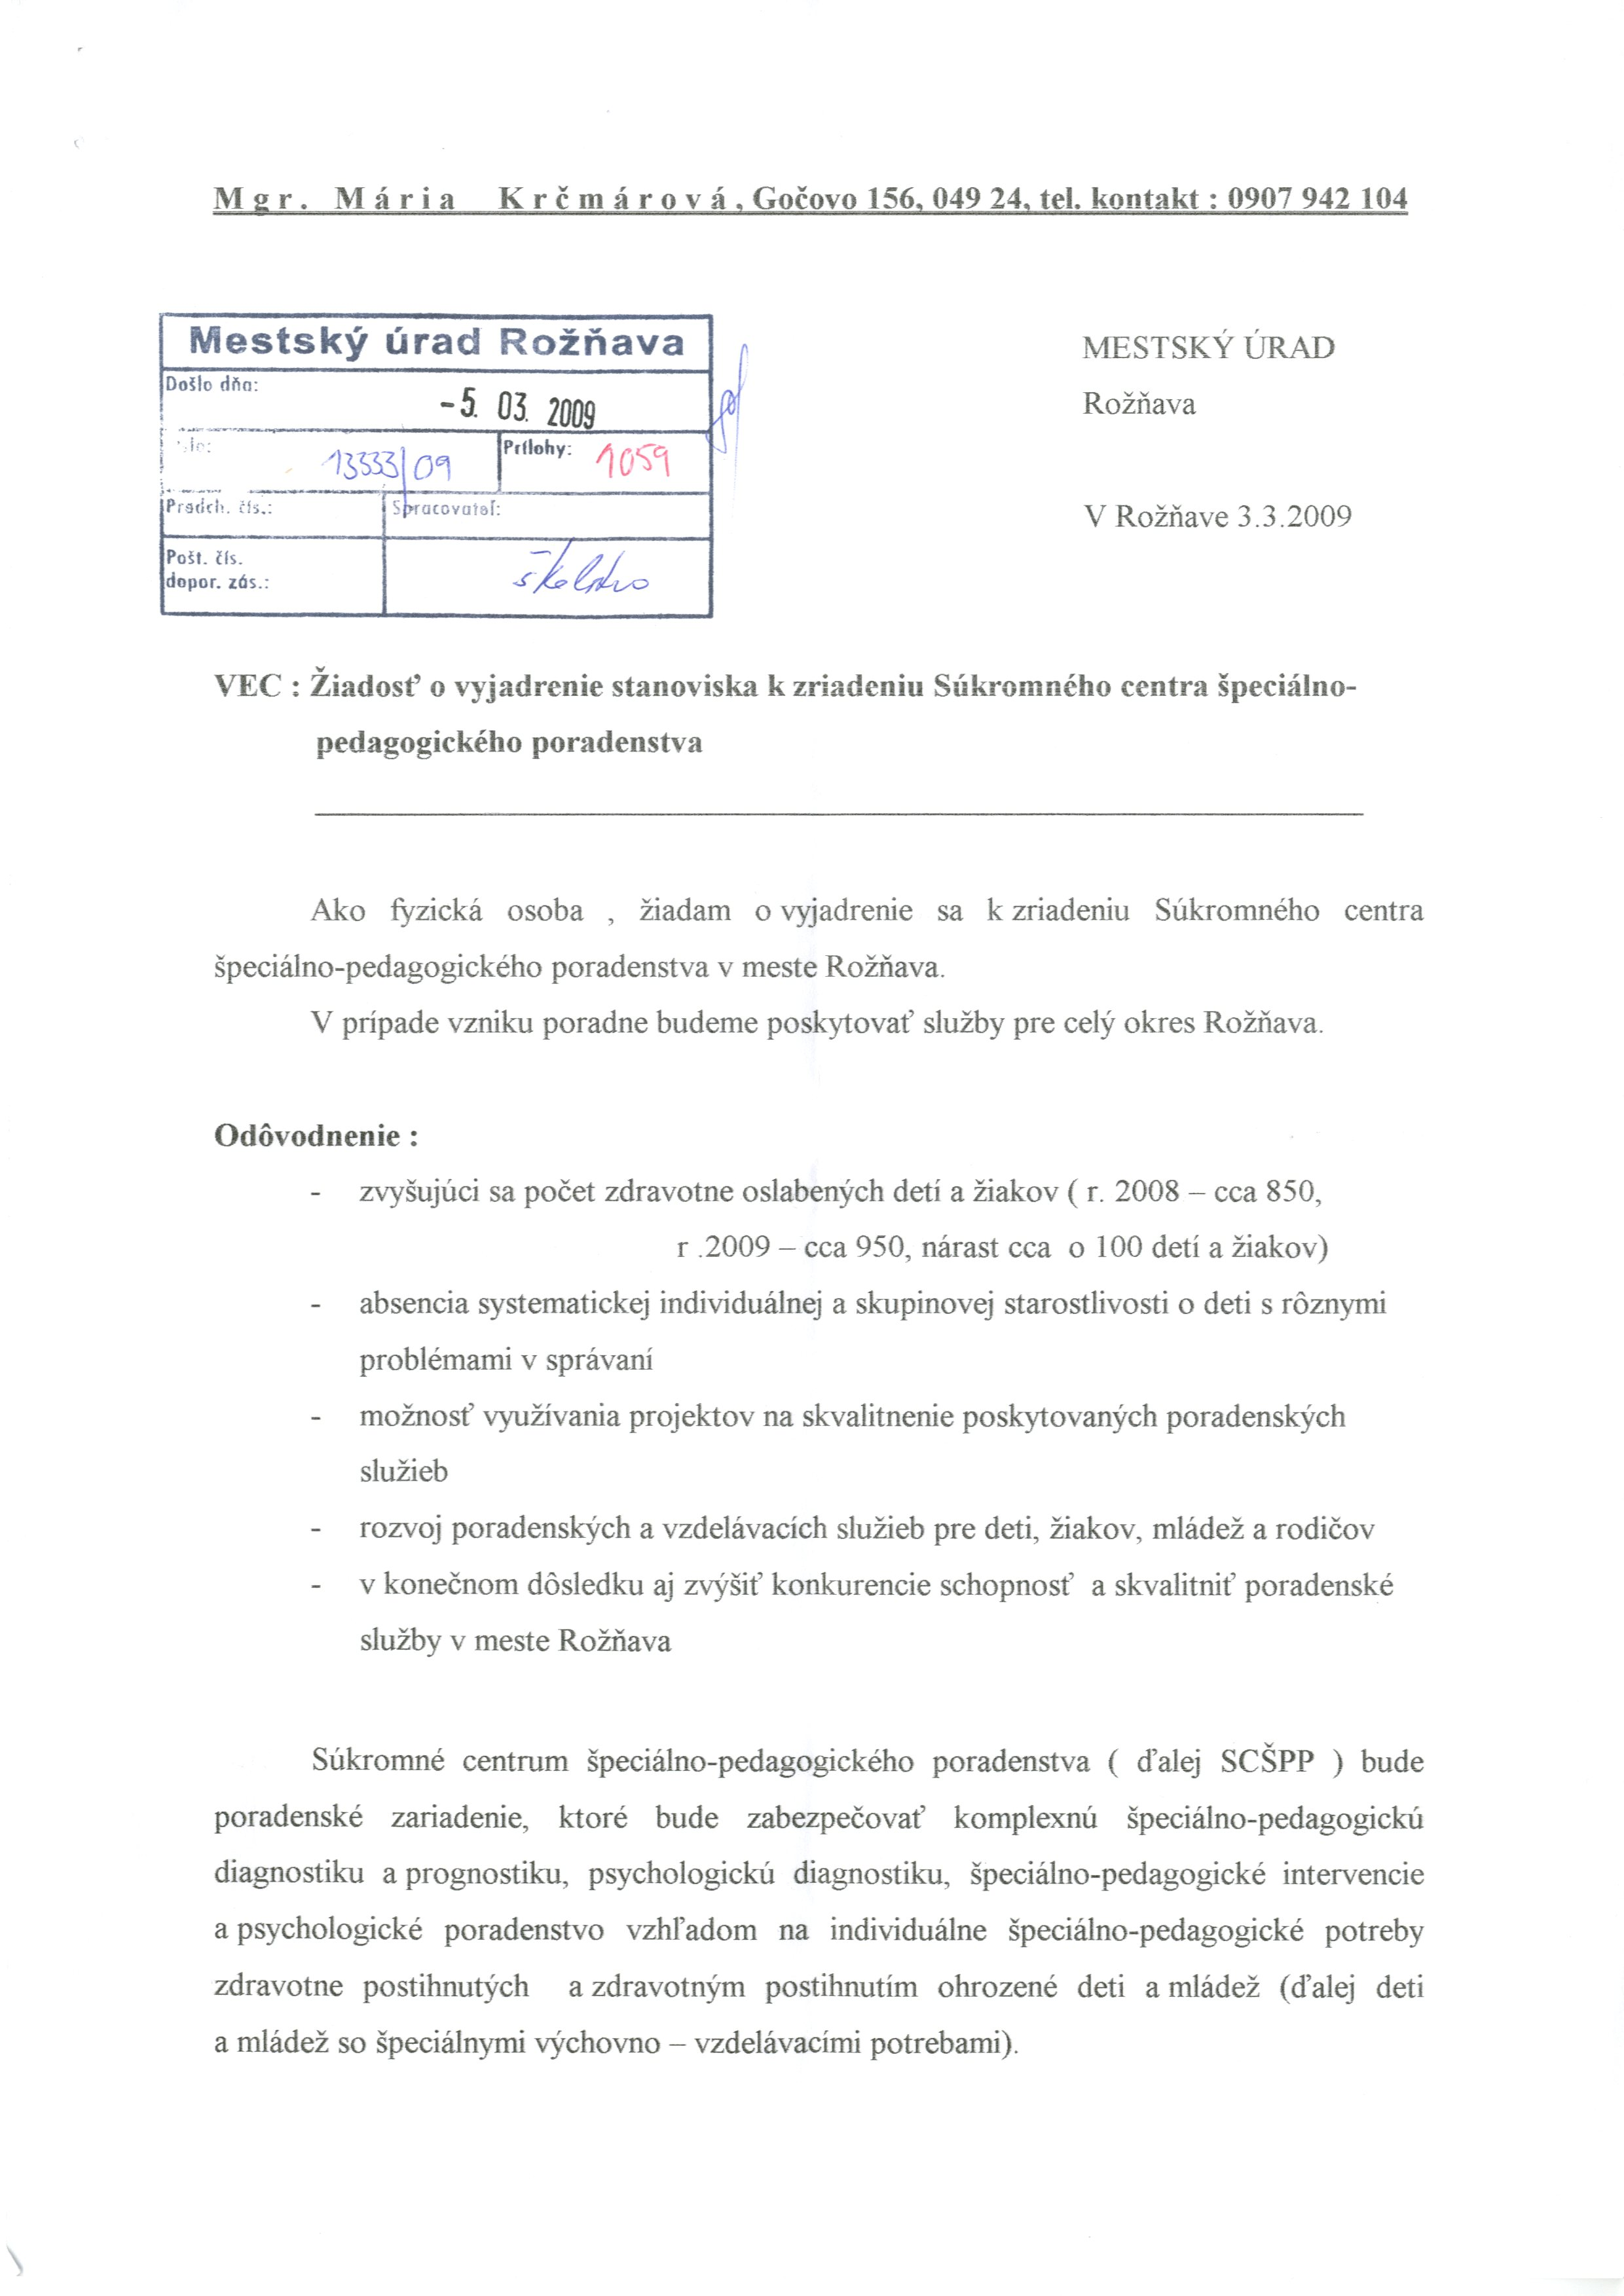 Mgr. Mária Krčmárová, Gočovo 156, 049 24, tel. kontakt : 0907 942 104
Mestský úrad Rožňava
Došlo dňa:
-5. 03. 2009
13333/09
Prílohy: 1059
Predch. čís.:
Spracovateľ:
Pošt. čís.
dopor. zás.:
školstvo
MESTSKÝ ÚRAD
Rožňava
V Rožňave 3.3.2009
VEC : Žiadosť o vyjadrenie stanoviska k zriadeniu Súkromného centra špeciálno-
pedagogického poradenstva
Ako fyzická osoba , žiadam o vyjadrenie sa k zriadeniu Súkromného centra
špeciálno-pedagogického poradenstva v meste Rožňava.
V prípade vzniku poradne budeme poskytovať služby pre celý okres Rožňava.
Odôvodnenie :
- zvyšujúci sa počet zdravotne oslabených detí a žiakov ( r. 2008 – cca 850,
r .2009 – cca 950, nárast cca o 100 detí a žiakov)
- absencia systematickej individuálnej a skupinovej starostlivosti o deti s rôznymi
problémami v správaní
- možnosť využívania projektov na skvalitnenie poskytovaných poradenských
služieb
- rozvoj poradenských a vzdelávacích služieb pre deti, žiakov, mládež a rodičov
- v konečnom dôsledku aj zvýšiť konkurencie schopnosť a skvalitniť poradenské
služby v meste Rožňava
Súkromné centrum špeciálno-pedagogického poradenstva ( ďalej SCŠPP ) bude
poradenské zariadenie, ktoré bude zabezpečovať komplexnú špeciálno-pedagogickú
diagnostiku a prognostiku, psychologickú diagnostiku, špeciálno-pedagogické intervencie
a psychologické poradenstvo vzhľadom na individuálne špeciálno-pedagogické potreby
zdravotne postihnutých a zdravotným postihnutím ohrozené deti a mládež (ďalej deti
a mládež so špeciálnymi výchovno – vzdelávacími potrebami).